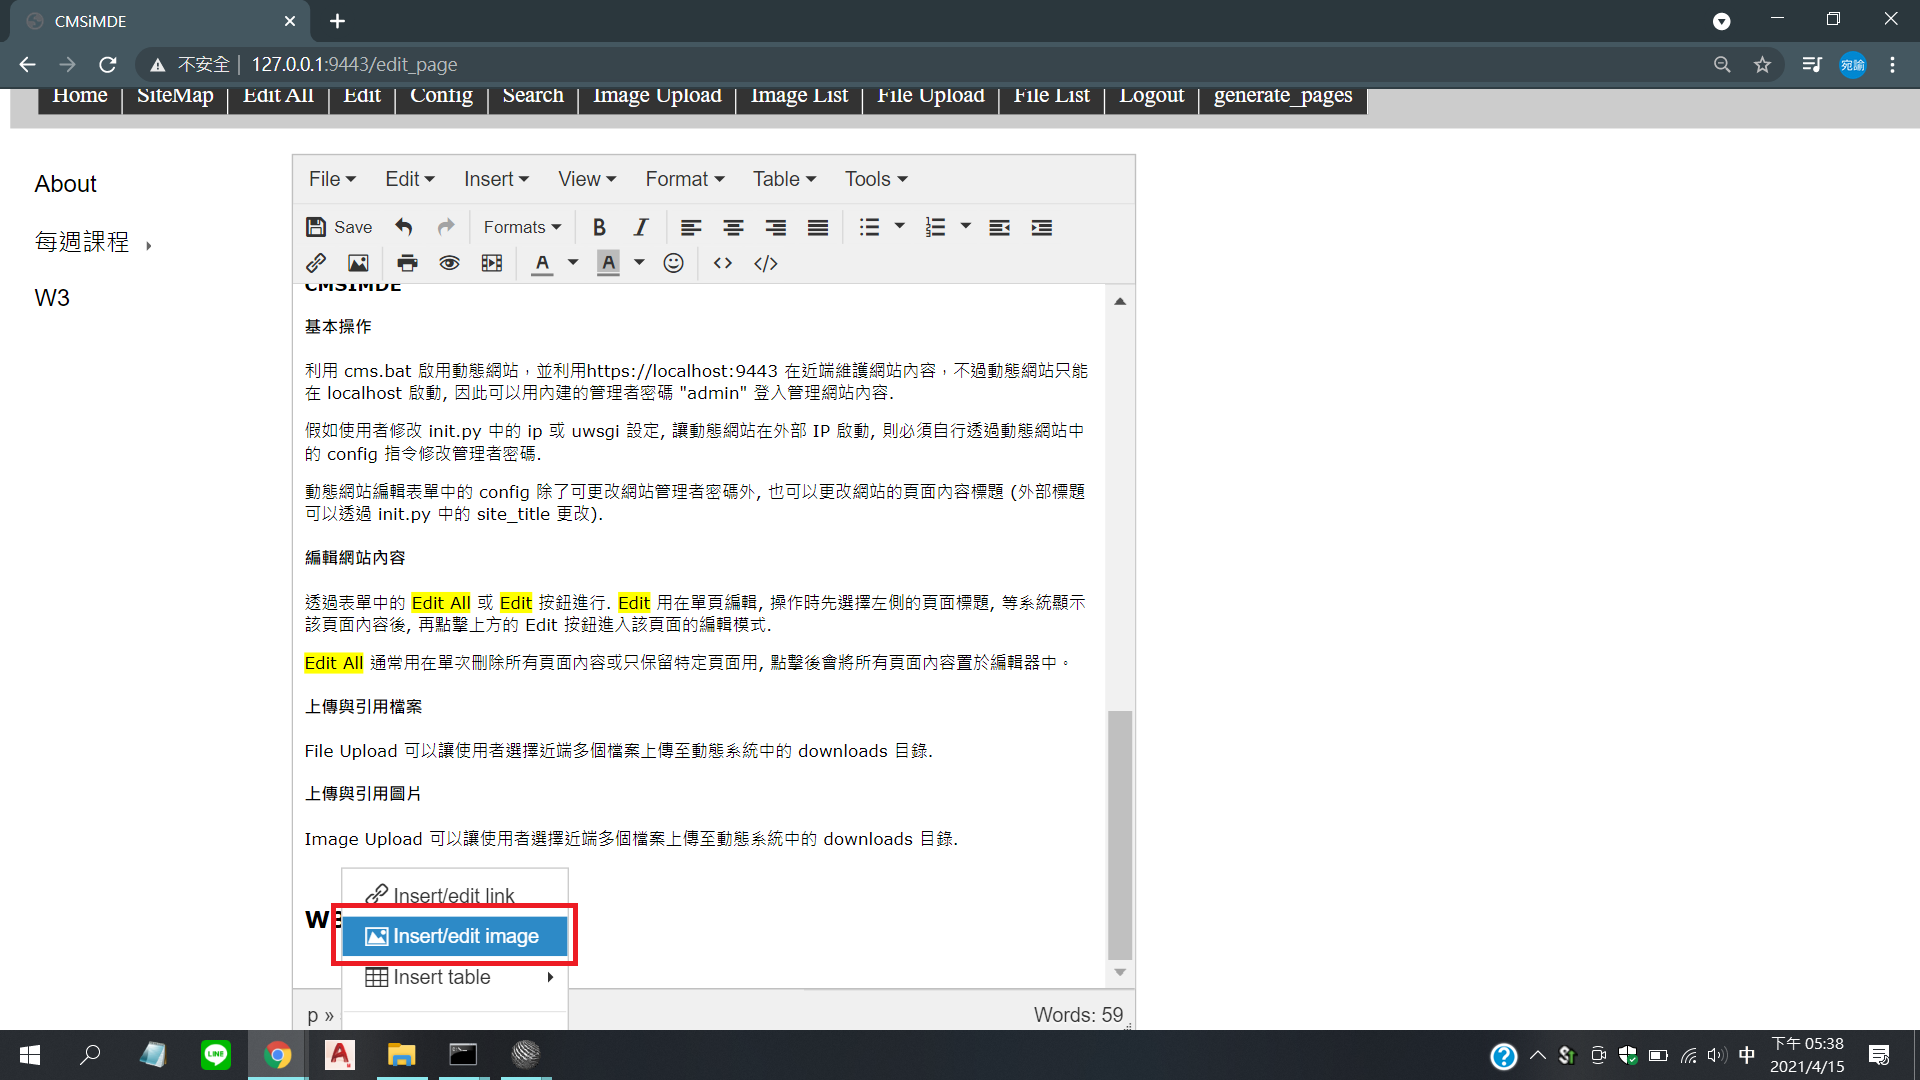 CMSiMDE
不安全 | 127.0.0.1:9443/edit_page
宛諭
Home SiteMap Edit All Edit Config Search Image Upload Image List File Upload File List Logout generate_pages
About
每週課程
W3
File Edit Insert View Format Table Tools
Save Formats B I
A A
CMSIMDE
基本操作
利用 cms.bat 啟用動態網站，並利用https://localhost:9443 在近端維護網站內容，不過動態網站只能
在 localhost 啟動, 因此可以用內建的管理者密碼 "admin" 登入管理網站內容.
假如使用者修改 init.py 中的 ip 或 uwsgi 設定, 讓動態網站在外部 IP 啟動, 則必須自行透過動態網站中
的 config 指令修改管理者密碼.
動態網站編輯表單中的 config 除了可更改網站管理者密碼外, 也可以更改網站的頁面內容標題 (外部標題
可以透過 init.py 中的 site_title 更改).
編輯網站內容
透過表單中的 Edit All 或 Edit 按鈕進行. Edit 用在單頁編輯, 操作時先選擇左側的頁面標題, 等系統顯示
該頁面內容後, 再點擊上方的 Edit 按鈕進入該頁面的編輯模式.
Edit All 通常用在單次刪除所有頁面內容或只保留特定頁面用, 點擊後會將所有頁面內容置於編輯器中。
上傳與引用檔案
File Upload 可以讓使用者選擇近端多個檔案上傳至動態系統中的 downloads 目錄.
上傳與引用圖片
Image Upload 可以讓使用者選擇近端多個檔案上傳至動態系統中的 downloads 目錄.
Insert/edit link
W3
Insert/edit image
Insert table
p »
Words: 59
LINE
中
下午 05:38
2021/4/15